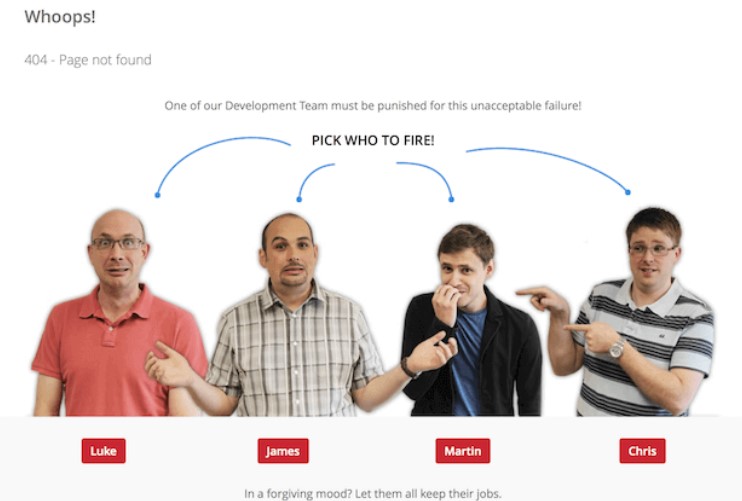 Whoops!
404 - Page not found
One of our Development Team must be punished for this unacceptable failure!
PICK WHO TO FIRE!
Luke
James
Martin
Chris
In a forgiving mood? Let them all keep their jobs.